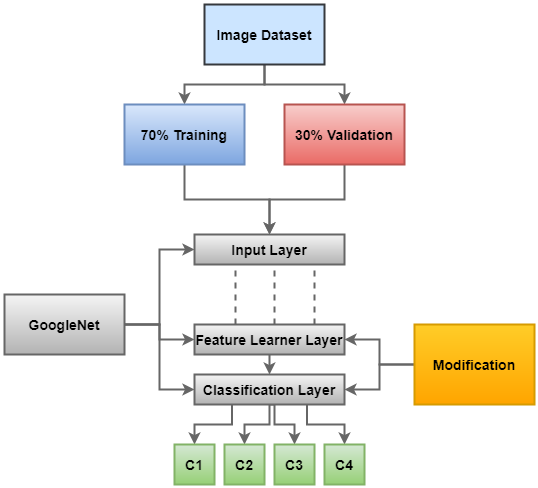 Image Dataset
70% Training
30% Validation
Input Layer
GoogleNet
Feature Learner Layer
Modification
Classification Layer
C1
C2
C3
C4